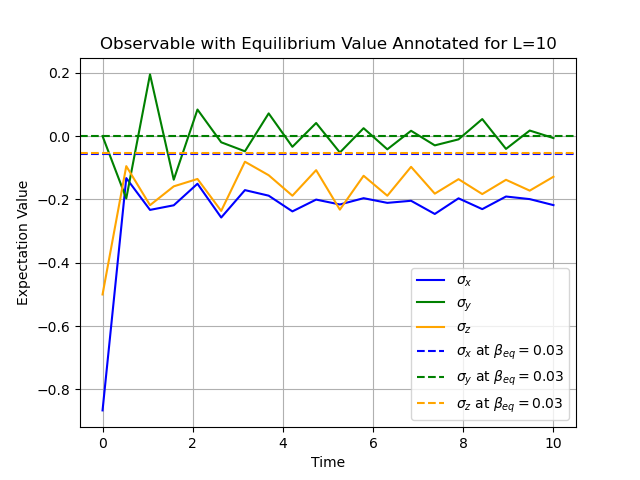 Observable with Equilibrium Value Annotated for L=10
Expectation Value
0.2
0.0
−0.2
−0.4
−0.6
−0.8
σx
σy
σz
σx at βeq = 0.03
σy at βeq = 0.03
σz at βeq = 0.03
0 2 4 6 8 10
Time